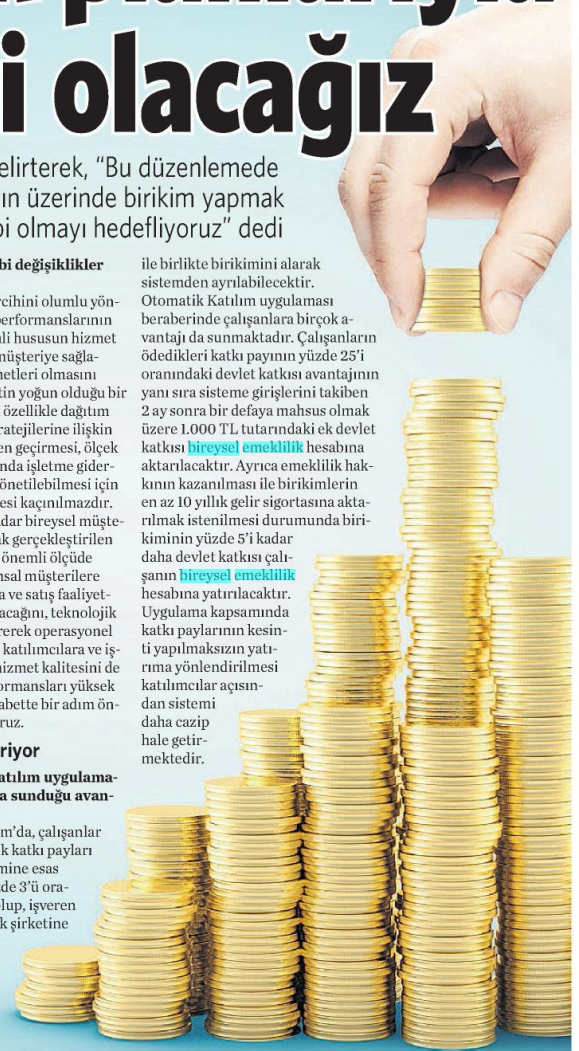 i olacağız
elirterek, “Bu düzenlemede
ın üzerinde birikim yapmak
bi olmayı hedefliyoruz” dedi
bi değişiklikler
cihini olumlu yön-
erformanslarının
li hususun hizmet
müşteriye sağla-
netleri olmasını
tin yoğun olduğu bir
özellikle dağıtım
ratejilerine ilişkin
en geçirmesi, ölçek
nda işletme gider-
yönetilebilmesi için
esi kaçınılmazdır.
dar bireysel müşte-
ak gerçekleştirilen
önemli ölçüde
nsal müşterilere
a ve satış faaliyet-
acağını, teknolojik
rerek operasyonel
katılımcılara ve iş-
hizmet kalitesini de
ormansları yüksek
abette bir adım ön-
ruz.
riyor
atılım uygulama-
a sunduğu avan-
m’da, çalışanlar
k katkı payları
mine esas
de 3’ü ora-
lup, işveren
k şirketine
ile birlikte birikimini alarak
sistemden ayrılabilecektir.
Otomatik Katılım uygulaması
beraberinde çalışanlara birçok a-
vantajı da sunmaktadır. Çalışanların
ödedikleri katkı payının yüzde 25’i
oranındaki devlet katkısı avantajının
yanı sıra sisteme girişlerini takiben
2 ay sonra bir defaya mahsus olmak
üzere 1.000 TL tutarındaki ek devlet
katkısı bireysel emeklilik hesabına
aktarılacaktır. Ayrıca emeklilik hak-
kının kazanılması ile birikimlerin
en az 10 yıllık gelir sigortasına akta-
rılmak istenilmesi durumunda biri-
kiminin yüzde 5’i kadar
daha devlet katkısı çalı-
şanın bireysel emeklilik
hesabına yatırılacaktır.
Uygulama kapsamında
katkı paylarının kesin-
ti yapılmaksızın yatı-
rıma yönlendirilmesi
katılımcılar açısın-
dan sistemi
daha cazip
hale getir-
mektedir.